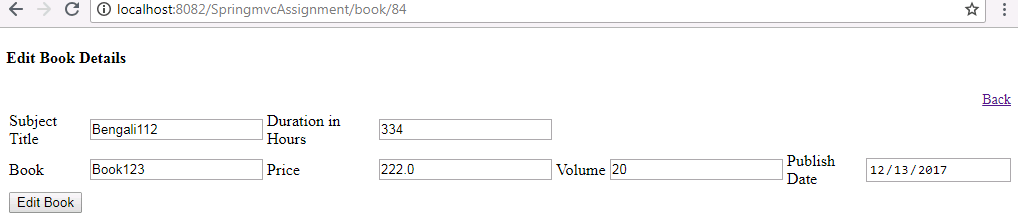 localhost:8082/SpringmvcAssignment/book/84
Edit Book Details
Back
Subject Title Bengali112 Duration in Hours 334
Book Book123 Price 222.0 Volume 20 Publish Date 12/13/2017
Edit Book